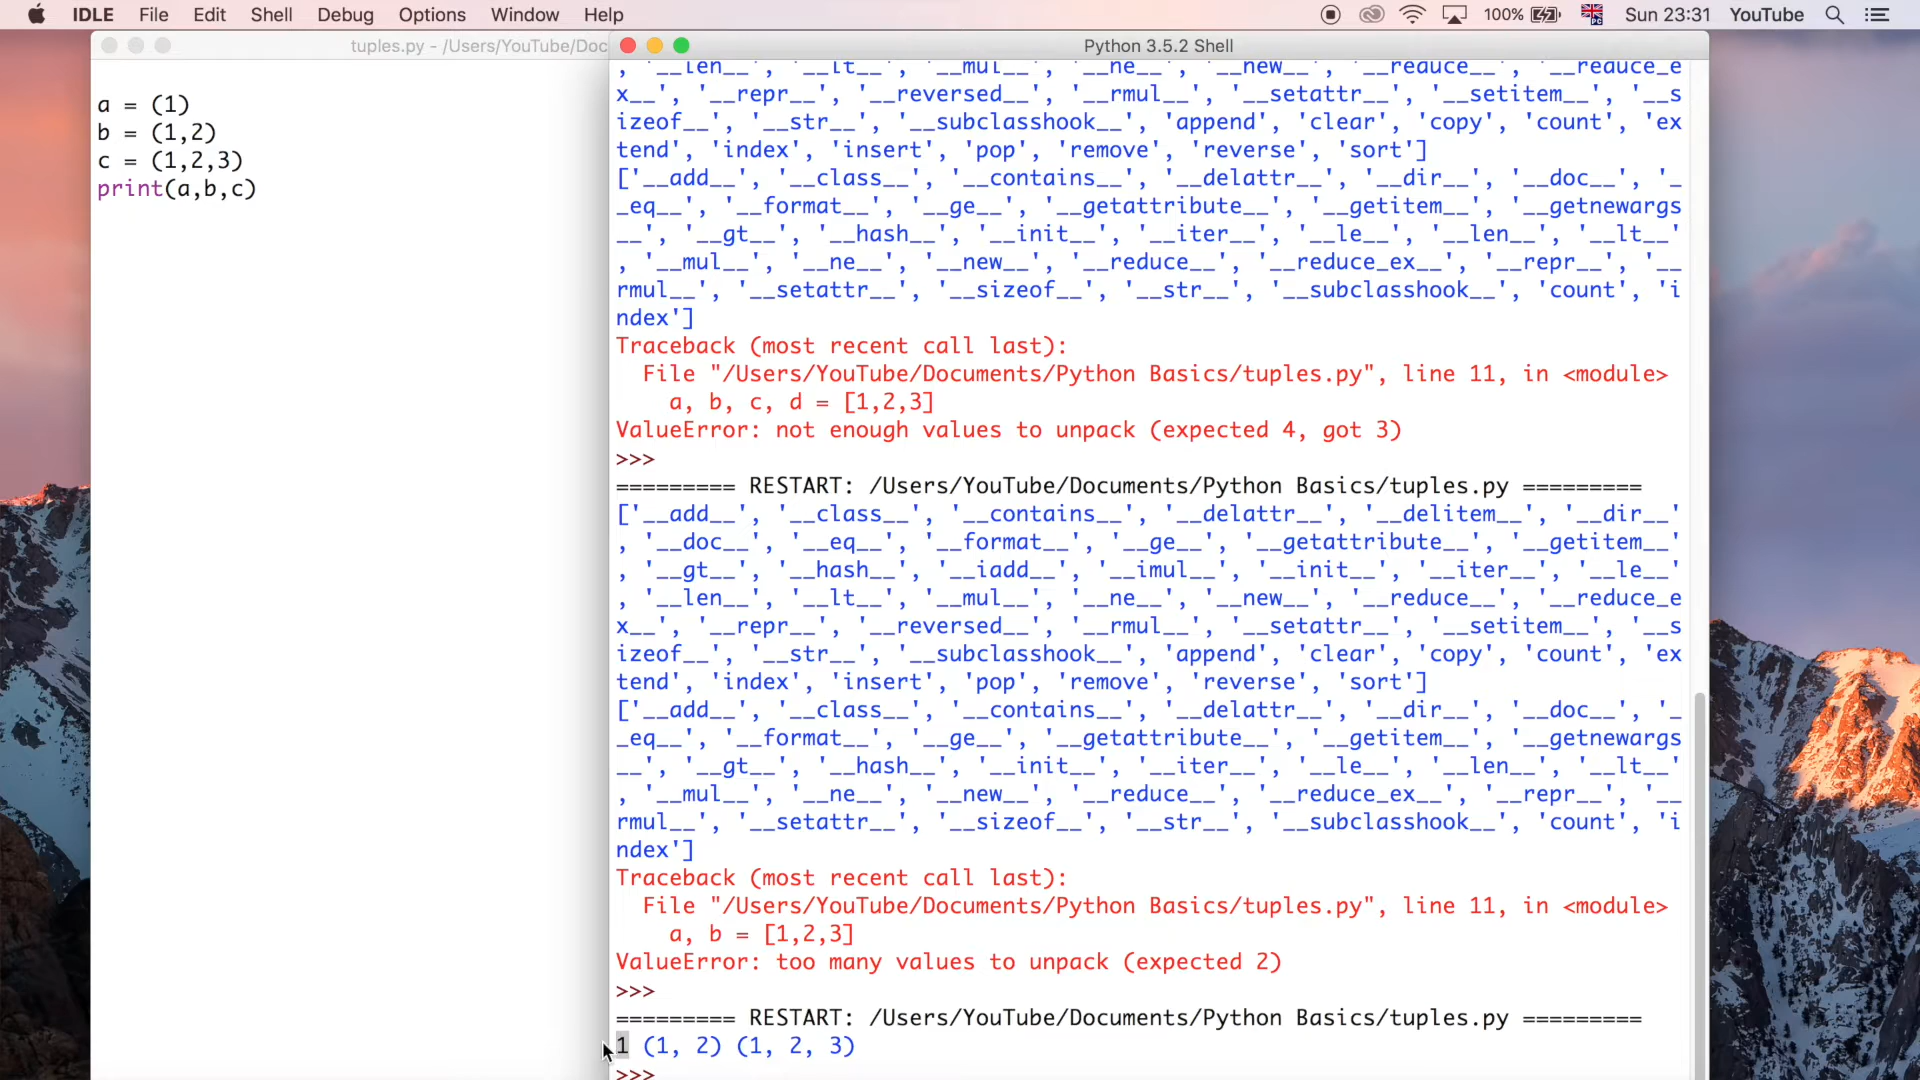 IDLE File Edit Shell Debug Options Window Help 100% Sun 23:31 YouTube
tuples.py - /Users/YouTube/Doc
a = (1)
b = (1,2)
c = (1,2,3)
print(a,b,c)
Python 3.5.2 Shell
, '__len__', '__lt__', '__mul__', '__ne__', '__new__', '__reduce__', '__reduce_e
x__', '__repr__', '__reversed__', '__rmul__', '__setattr__', '__setitem__', '__s
izeof__', '__str__', '__subclasshook__', 'append', 'clear', 'copy', 'count', 'ex
tend', 'index', 'insert', 'pop', 'remove', 'reverse', 'sort']
['__add__', '__class__', '__contains__', '__delattr__', '__dir__', '__doc__', '_
_eq__', '__format__', '__ge__', '__getattribute__', '__getitem__', '__getnewargs
__', '__gt__', '__hash__', '__init__', '__iter__', '__le__', '__len__', '__lt__'
, '__mul__', '__ne__', '__new__', '__reduce__', '__reduce_ex__', '__repr__', '__
rmul__', '__setattr__', '__sizeof__', '__str__', '__subclasshook__', 'count', 'i
ndex']
Traceback (most recent call last):
  File "/Users/YouTube/Documents/Python Basics/tuples.py", line 11, in <module>
    a, b, c, d = [1,2,3]
ValueError: not enough values to unpack (expected 4, got 3)
>>>
========= RESTART: /Users/YouTube/Documents/Python Basics/tuples.py =========
['__add__', '__class__', '__contains__', '__delattr__', '__delitem__', '__dir__'
, '__doc__', '__eq__', '__format__', '__ge__', '__getattribute__', '__getitem__'
, '__gt__', '__hash__', '__iadd__', '__imul__', '__init__', '__iter__', '__le__'
, '__len__', '__lt__', '__mul__', '__ne__', '__new__', '__reduce__', '__reduce_e
x__', '__repr__', '__reversed__', '__rmul__', '__setattr__', '__setitem__', '__s
izeof__', '__str__', '__subclasshook__', 'append', 'clear', 'copy', 'count', 'ex
tend', 'index', 'insert', 'pop', 'remove', 'reverse', 'sort']
['__add__', '__class__', '__contains__', '__delattr__', '__dir__', '__doc__', '_
_eq__', '__format__', '__ge__', '__getattribute__', '__getitem__', '__getnewargs
__', '__gt__', '__hash__', '__init__', '__iter__', '__le__', '__len__', '__lt__'
, '__mul__', '__ne__', '__new__', '__reduce__', '__reduce_ex__', '__repr__', '__
rmul__', '__setattr__', '__sizeof__', '__str__', '__subclasshook__', 'count', 'i
ndex']
Traceback (most recent call last):
  File "/Users/YouTube/Documents/Python Basics/tuples.py", line 11, in <module>
    a, b = [1,2,3]
ValueError: too many values to unpack (expected 2)
>>>
========= RESTART: /Users/YouTube/Documents/Python Basics/tuples.py =========
1 (1, 2) (1, 2, 3)
>>>